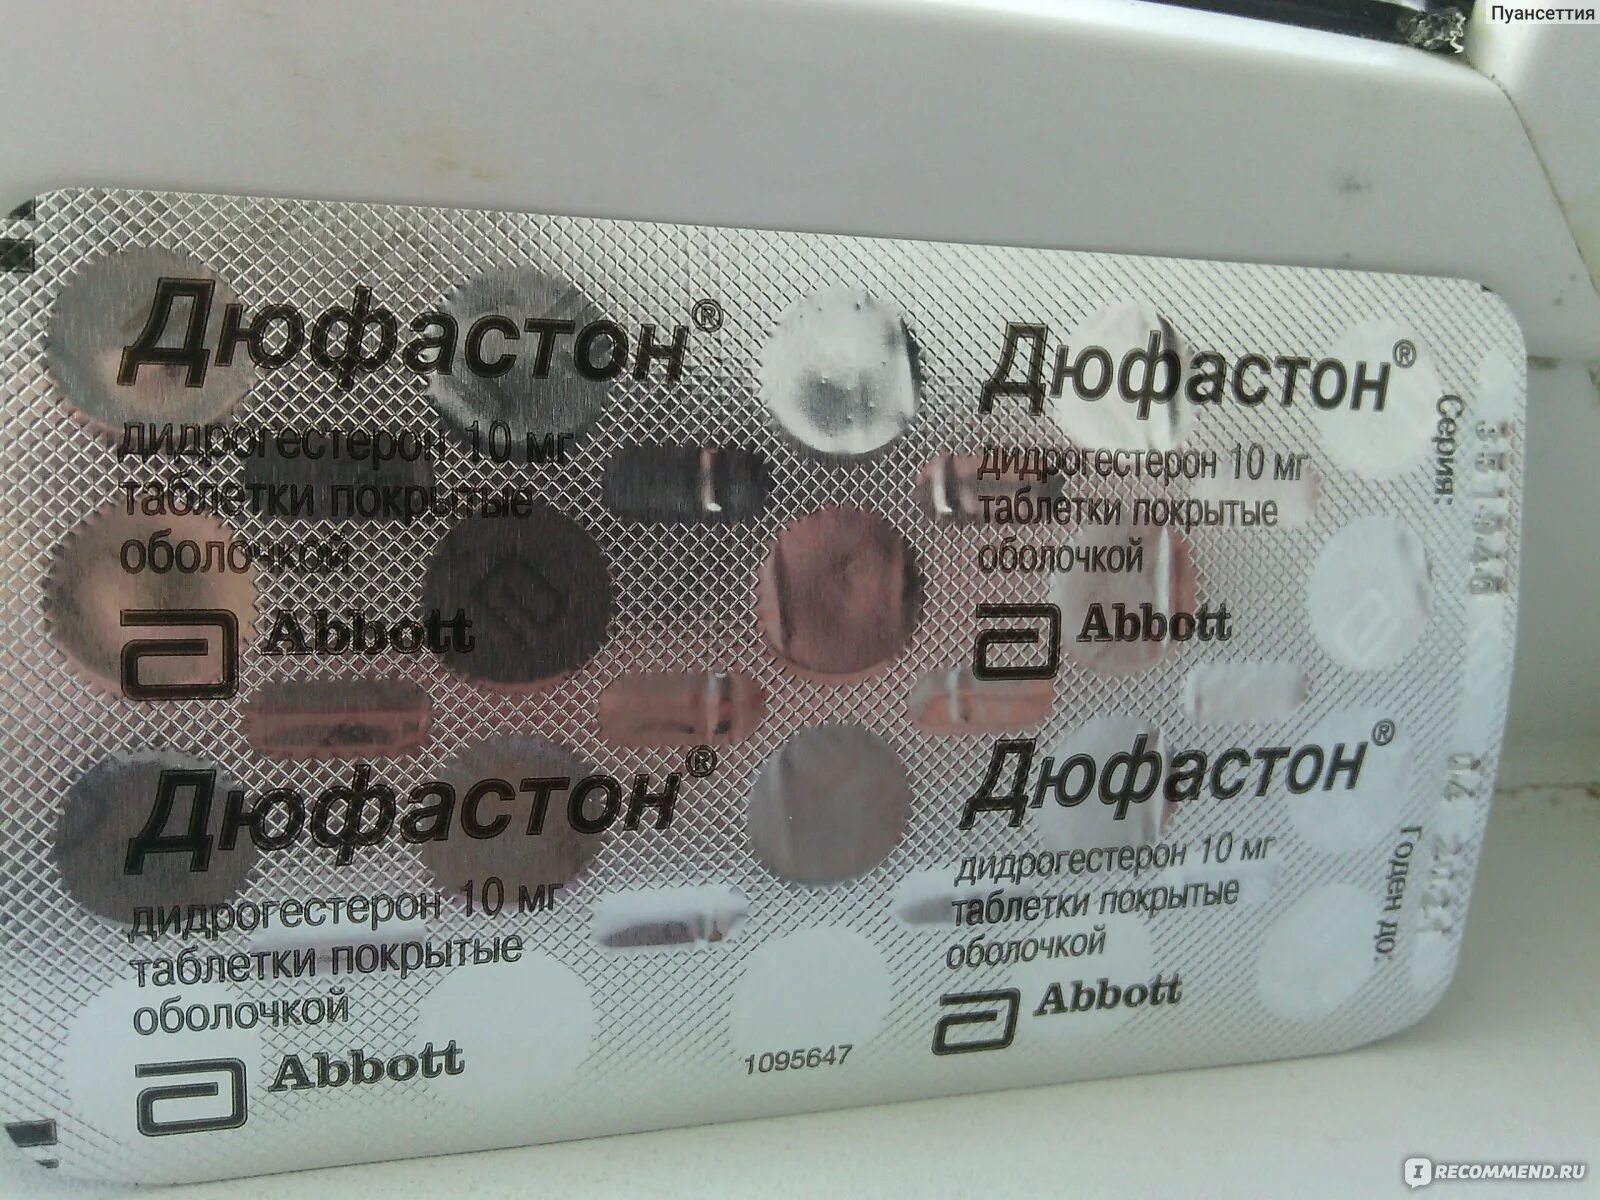 Пуансеттия
Дюфастон®
дидрогестерон 10 мг
таблетки покрытые
оболочкой
Abbott
Дюфастон®
дидрогестерон 10 мг
таблетки покрытые
оболочкой
Abbott
Серия:
Дюфастон®
дидрогестерон 10 мг
таблетки покрытые
оболочкой
Abbott
Дюфастон®
дидрогестерон 10 мг
таблетки покрытые
оболочкой
Abbott
Годен до:
1095647
IRECOMMEND.RU